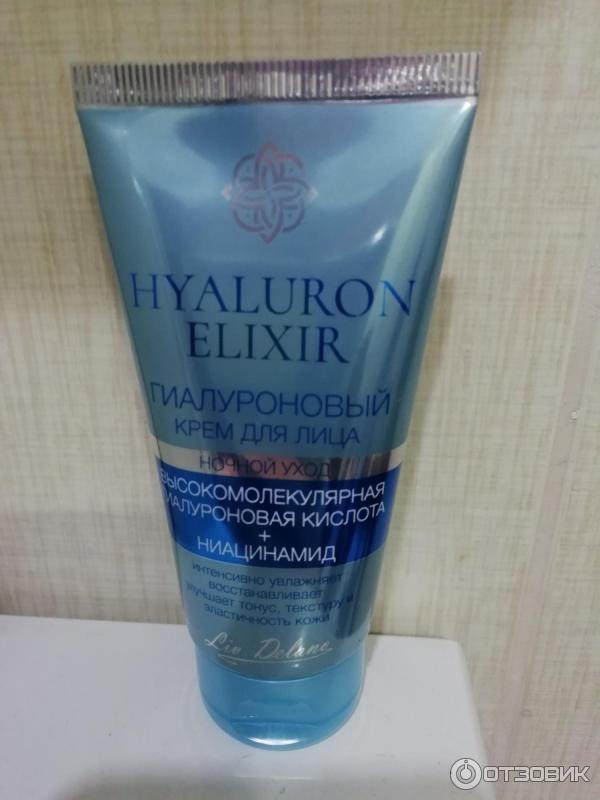 HYALURON
ELIXIR
ГИАЛУРОНОВЫЙ
КРЕМ ДЛЯ ЛИЦА
НОЧНОЙ УХОД
ВЫСОКОМОЛЕКУЛЯРНАЯ
ГИАЛУРОНОВАЯ КИСЛОТА
+
НИАЦИНАМИД
интенсивно увлажняет
восстанавливает
улучшает тонус, текстуру и
эластичность кожи
Liv Delano
ОТЗОВИК